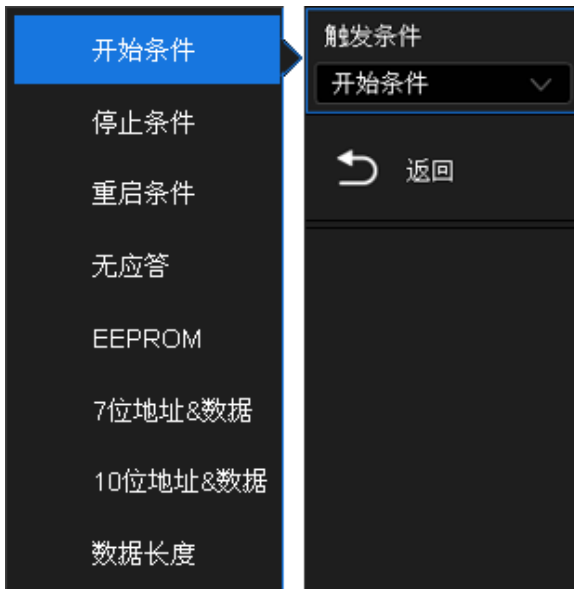 开始条件
停止条件
重启条件
无应答
EEPROM
7位地址&数据
10位地址&数据
数据长度
触发条件
开始条件
返回